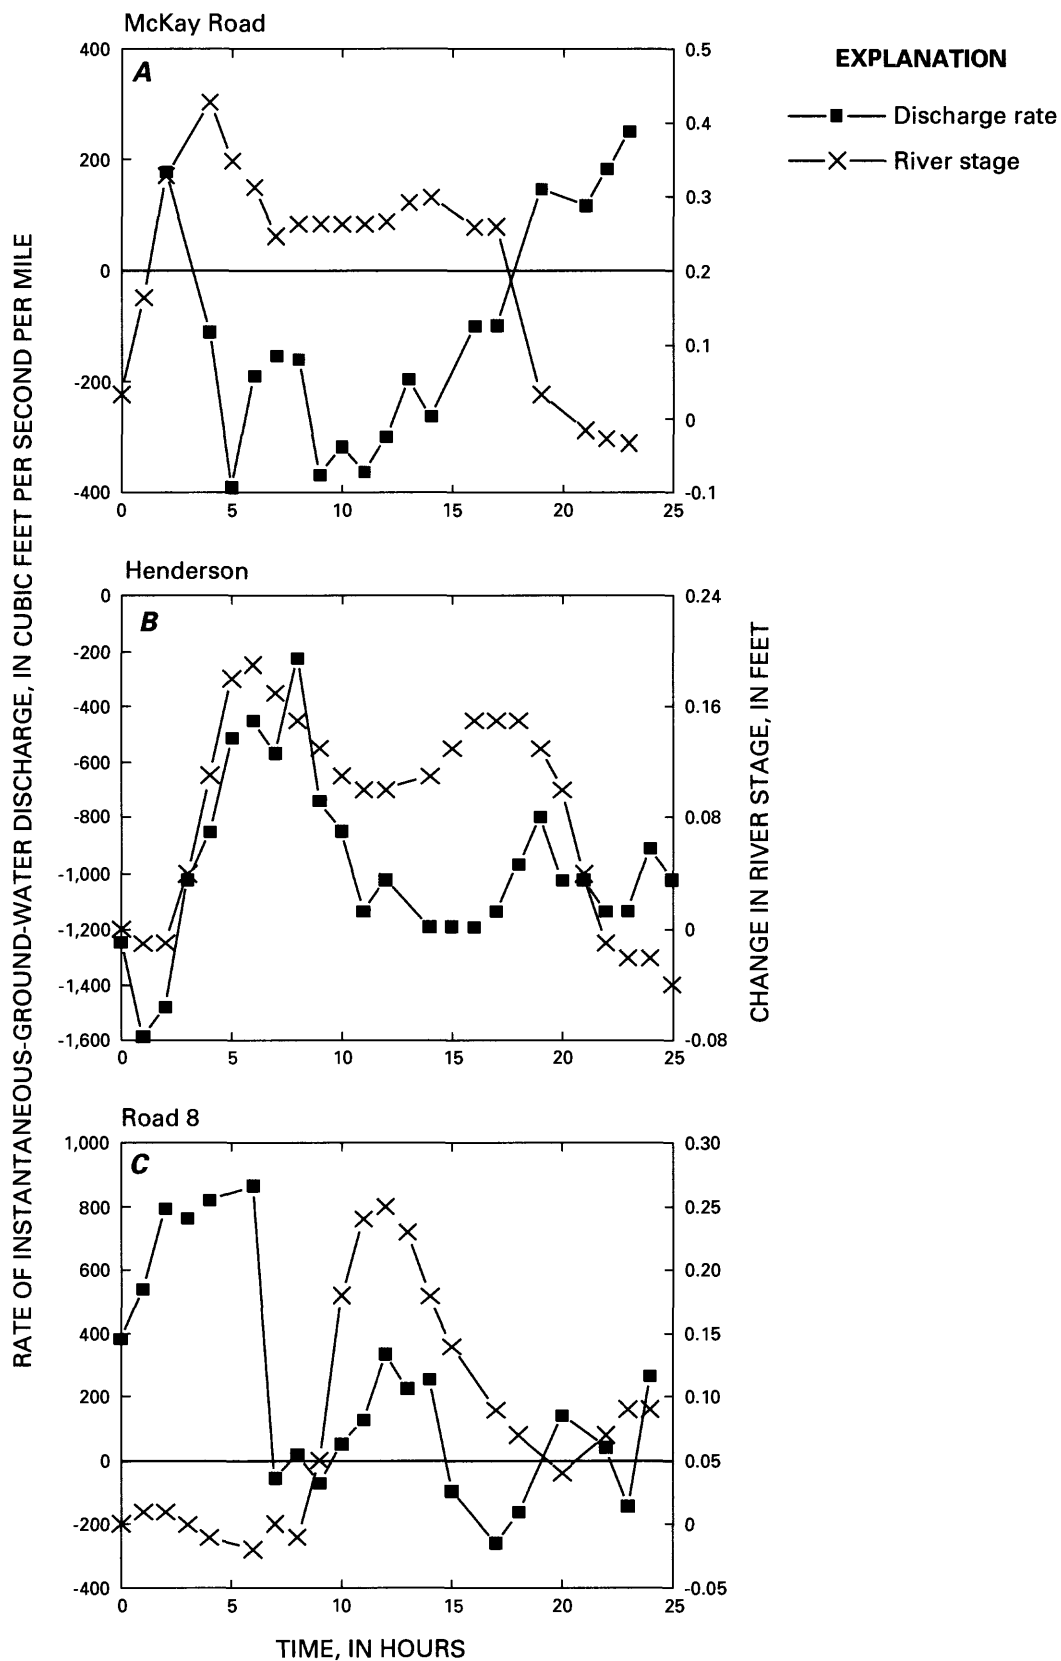 McKay Road
A
400
200
0
-200
-400
0.5
0.4
0.3
0.2
0.1
0
-0.1
0 5 10 15 20 25
EXPLANATION
Discharge rate
River stage
RATE OF INSTANTANEOUS-GROUND-WATER DISCHARGE, IN CUBIC FEET PER SECOND PER MILE
Henderson
B
0
-200
-400
-600
-800
-1,000
-1,200
-1,400
-1,600
0.24
0.16
0.08
0
-0.08
0 5 10 15 20 25
CHANGE IN RIVER STAGE, IN FEET
Road 8
C
1,000
800
600
400
200
0
-200
-400
0.30
0.25
0.20
0.15
0.10
0.05
0
-0.05
0 5 10 15 20 25
TIME, IN HOURS